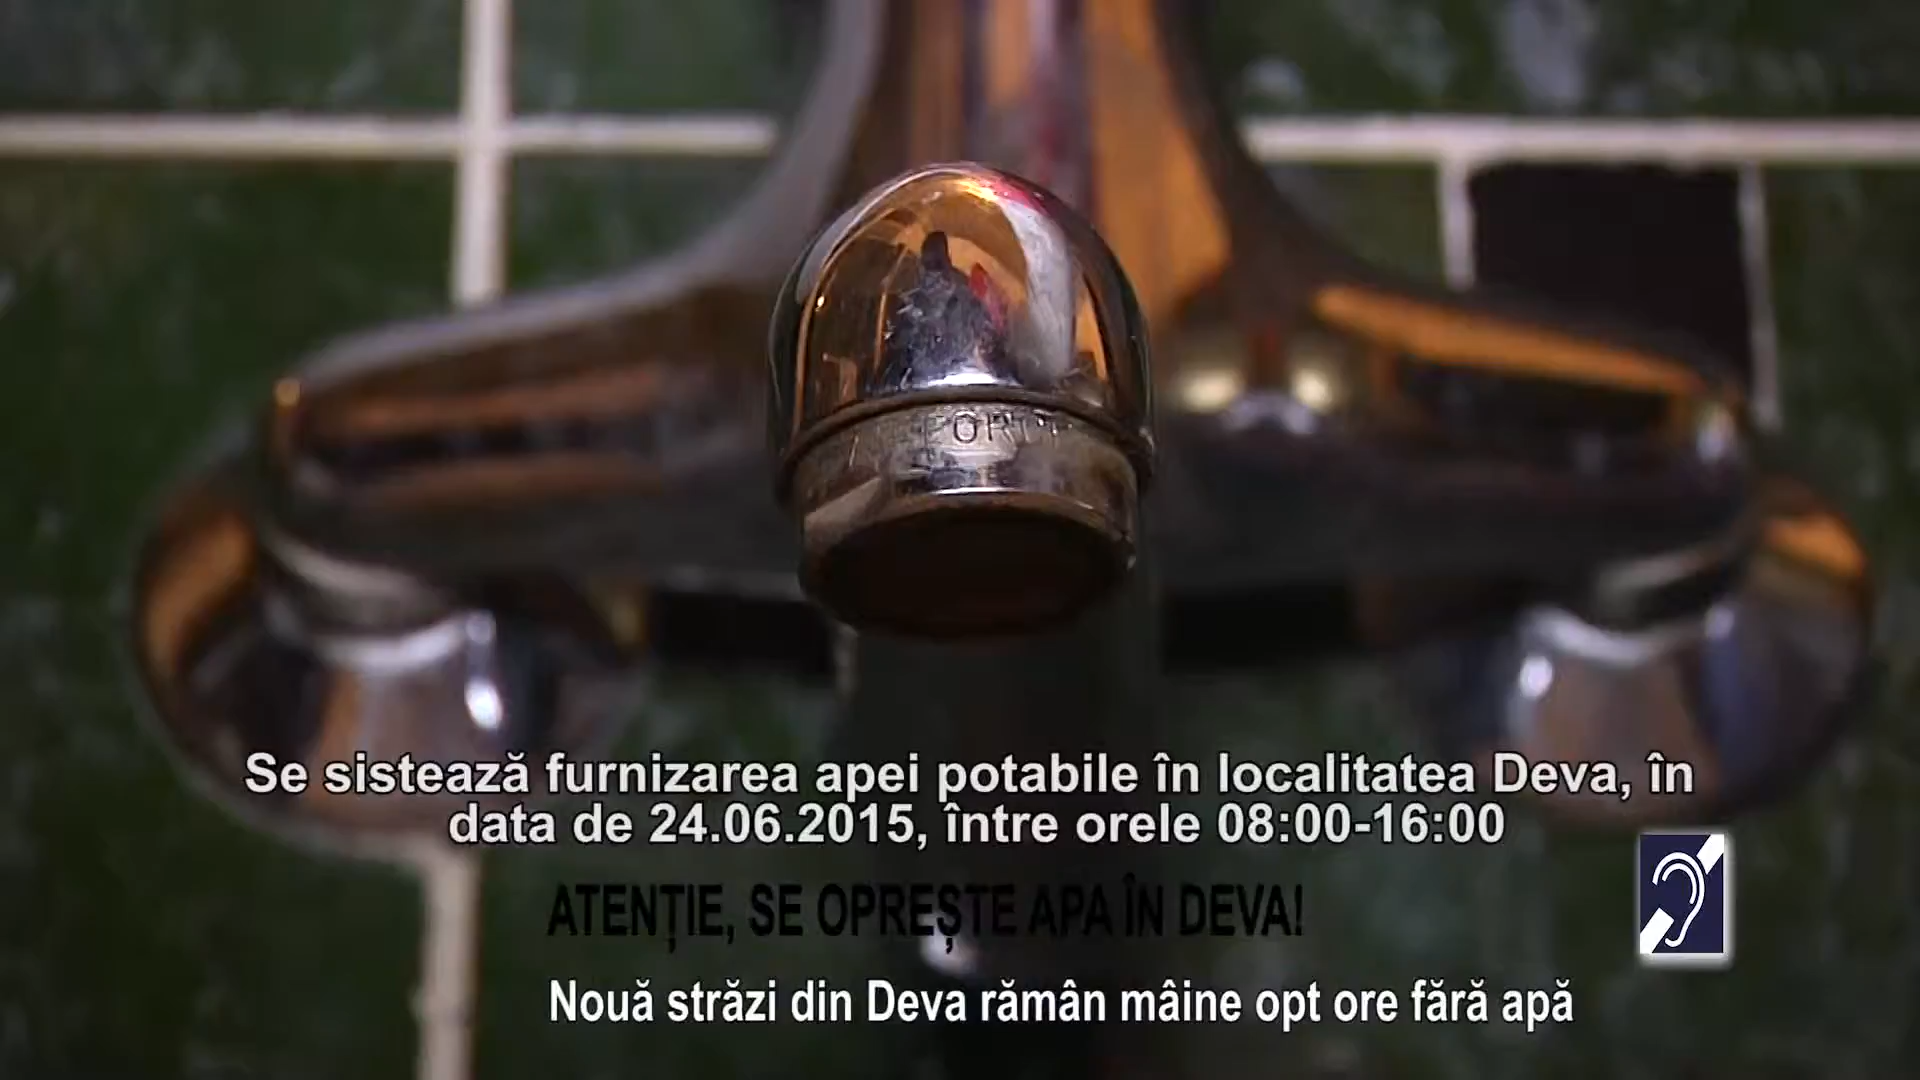 Se sistează furnizarea apei potabile în localitatea Deva, în
data de 24.06.2015, între orele 08:00-16:00
ATENȚIE, SE OPREȘTE APA ÎN DEVA!
Nouă străzi din Deva rămân mâine opt ore fără apă